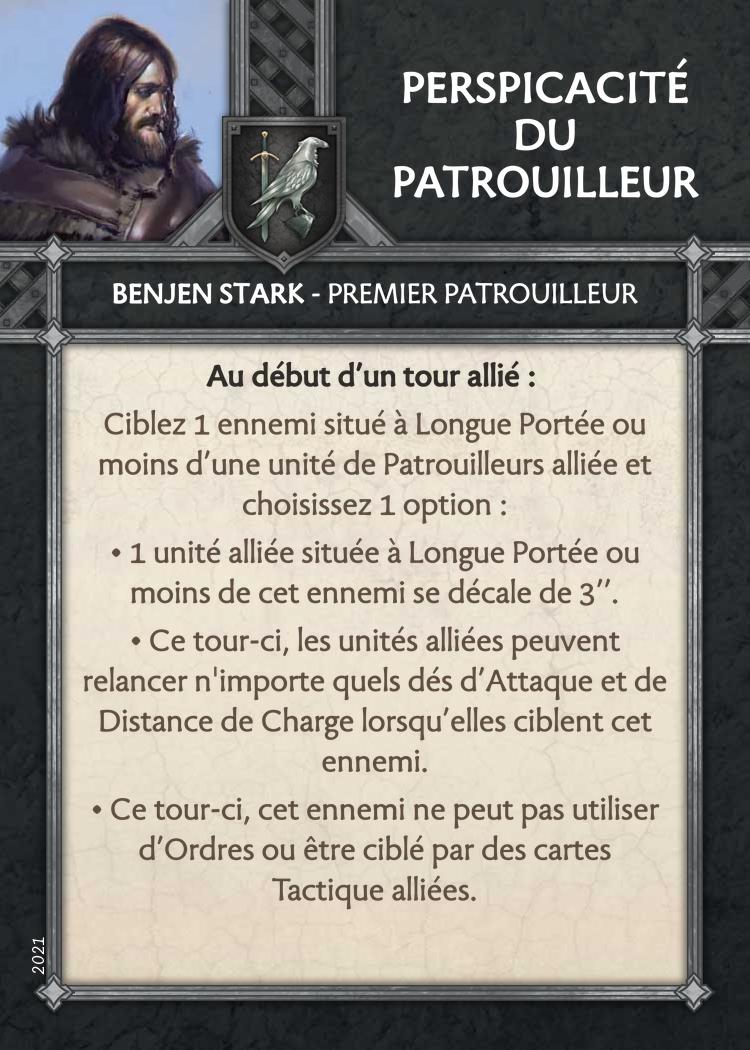 PERSPICACITÉ
DU
PATROUILLEUR
BENJEN STARK - PREMIER PATROUILLEUR
Au début d’un tour allié :
Ciblez 1 ennemi situé à Longue Portée ou
moins d’une unité de Patrouilleurs alliée et
choisissez 1 option :
• 1 unité alliée située à Longue Portée ou
moins de cet ennemi se décale de 3’’.
• Ce tour-ci, les unités alliées peuvent
relancer n'importe quels dés d’Attaque et de
Distance de Charge lorsqu’elles ciblent cet
ennemi.
• Ce tour-ci, cet ennemi ne peut pas utiliser
d’Ordres ou être ciblé par des cartes
Tactique alliées.
2021